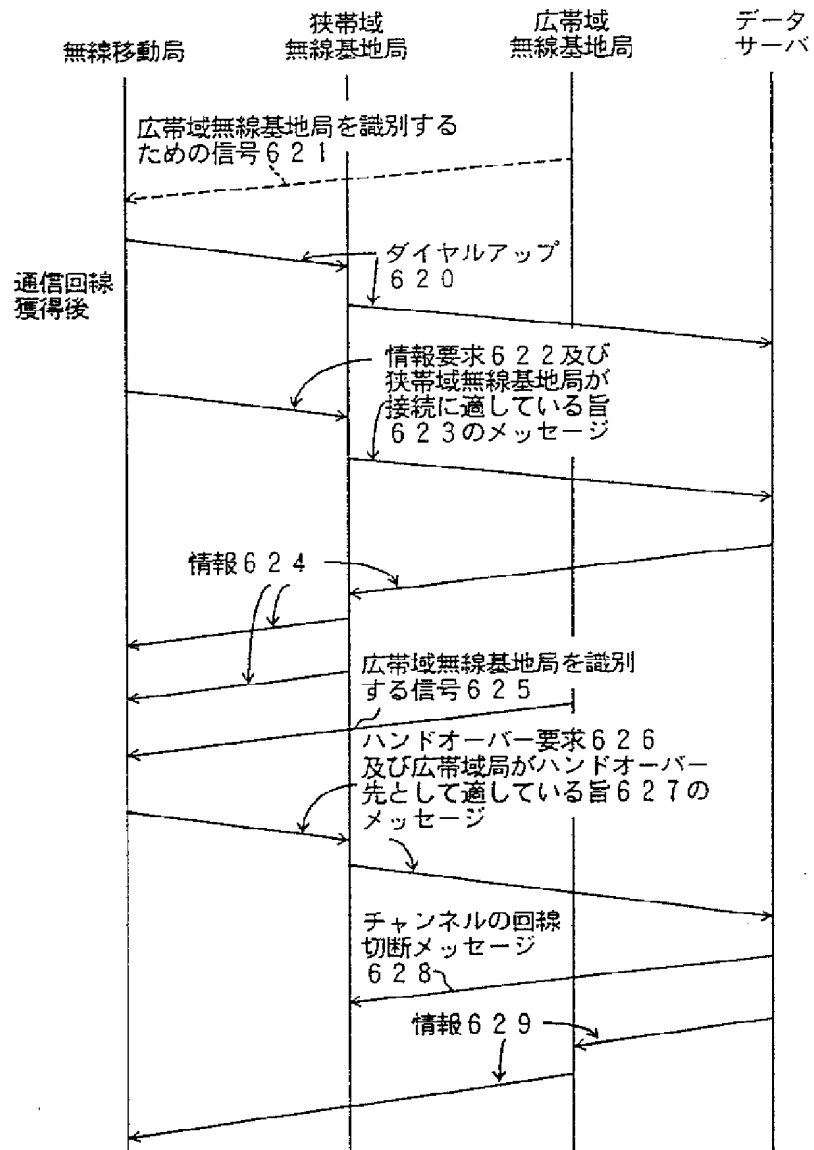 無線移動局
狭帯域
無線基地局
広帯域
無線基地局
データ
サーバ
広帯域無線基地局を識別する
ための信号621
ダイヤルアップ
620
通信回線
獲得後
情報要求622及び
狭帯域無線基地局が
接続に適している旨
623のメッセージ
情報624
広帯域無線基地局を識別
する信号625
ハンドオーバー要求626
及び広帯域局がハンドオーバー
先として適している旨627の
メッセージ
チャンネルの回線
切断メッセージ
628
情報629